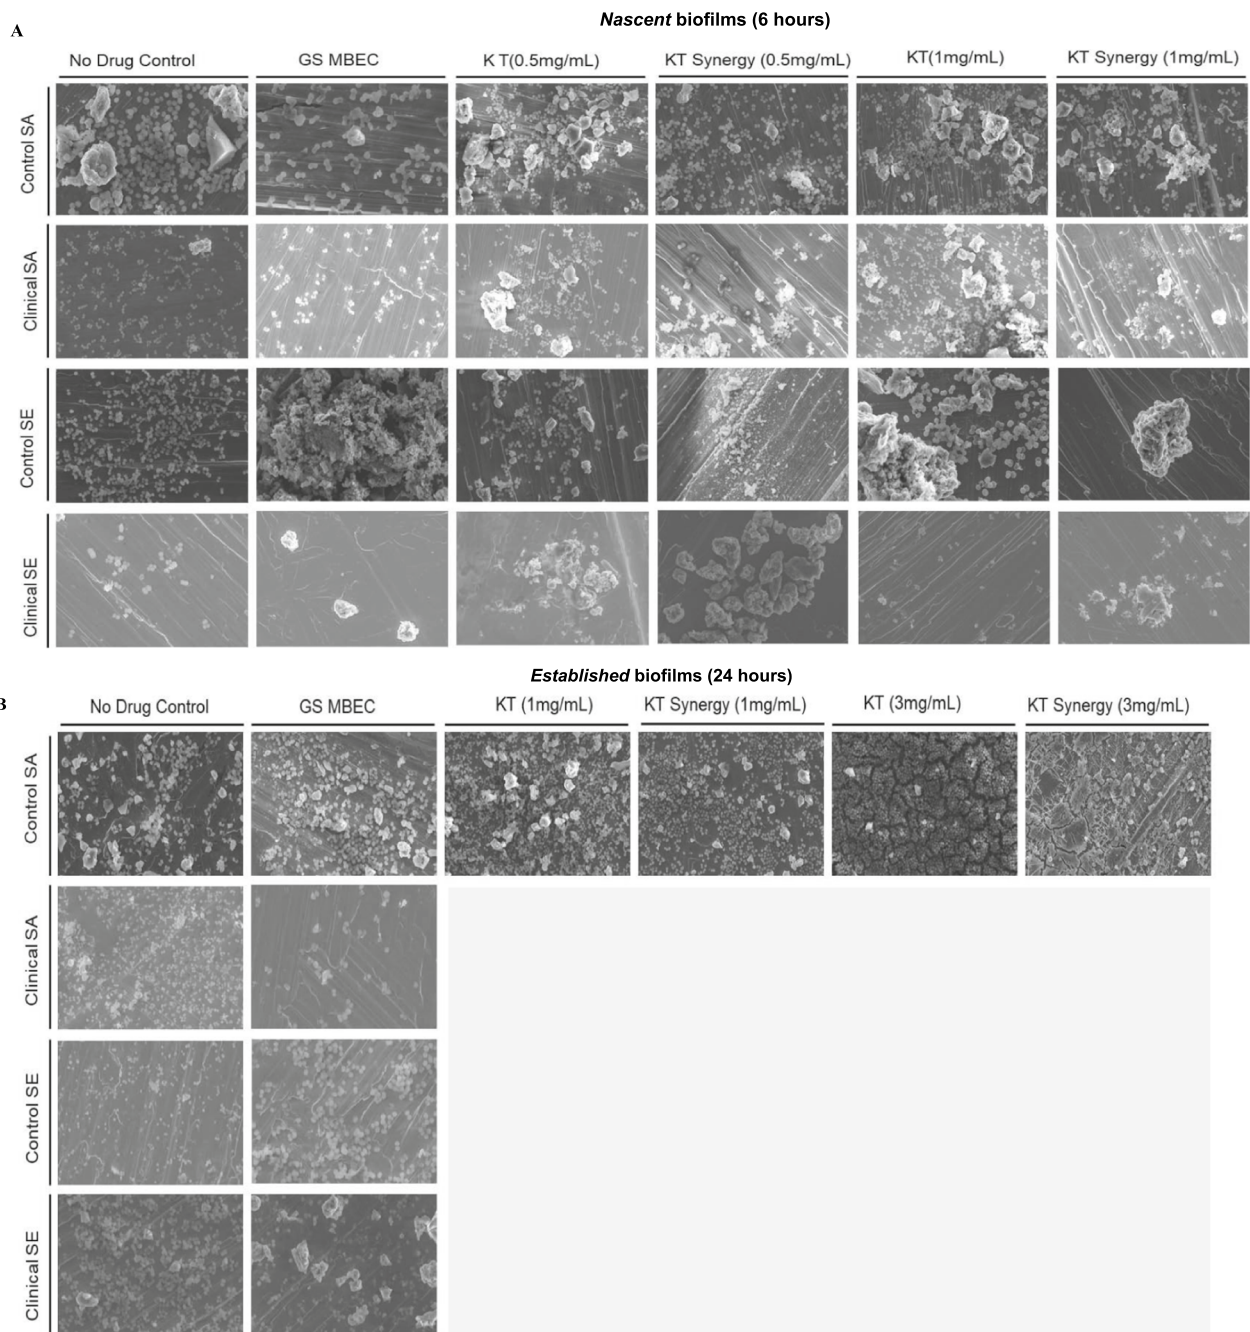 Nascent biofilms (6 hours)
A
No Drug Control GS MBEC K T(0.5mg/mL) KT Synergy (0.5mg/mL) KT(1mg/mL) KT Synergy (1mg/mL)
Control SA
Clinical SA
Control SE
Clinical SE
Established biofilms (24 hours)
B
No Drug Control GS MBEC KT (1mg/mL) KT Synergy (1mg/mL) KT (3mg/mL) KT Synergy (3mg/mL)
Control SA
Clinical SA
Control SE
Clinical SE